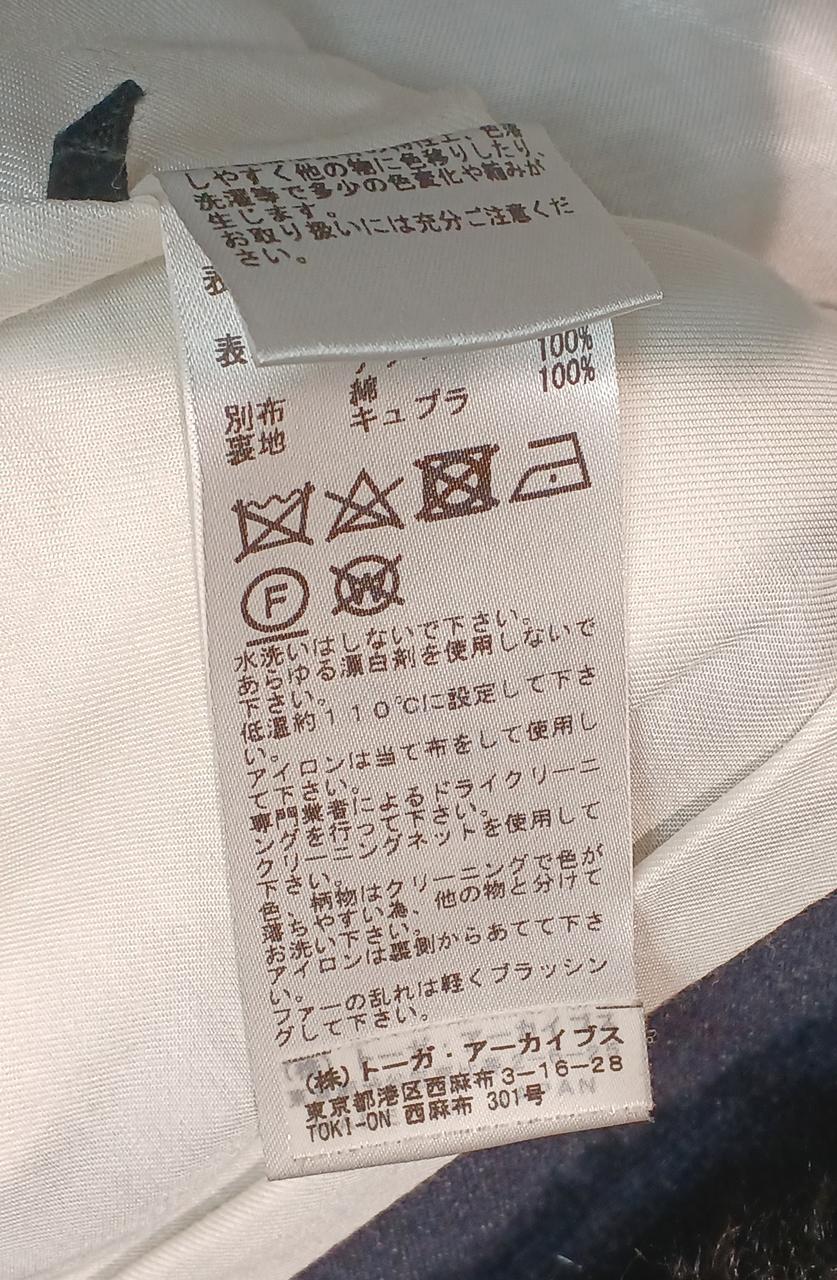 しやすく他の物に色移りしたり、
洗濯等で多少の色変化や縮みが
生じます。
お取り扱いには充分ご注意くだ
さい。
表
表 100%
別布 綿 100%
裏地 キュプラ
F
W
水洗いはしないで下さい。
あらゆる漂白剤を使用しないで
下さい。
低温約110℃に設定して下さ
い。
アイロンは当て布をして使用し
て下さい。
専門業者によるドライクリーニ
ングを行って下さい。
クリーニングネットを使用して
下さい。
色、柄物はクリーニングで色が
落ちやすい為、他の物と分けて
お洗い下さい。
アイロンは裏側からあてて下さ
い。
ファーの乱れは軽くブラッシン
グして下さい。
(株)トーガ・アーカイブス
東京都港区西麻布3-16-28
TOKI-ON 西麻布 301号